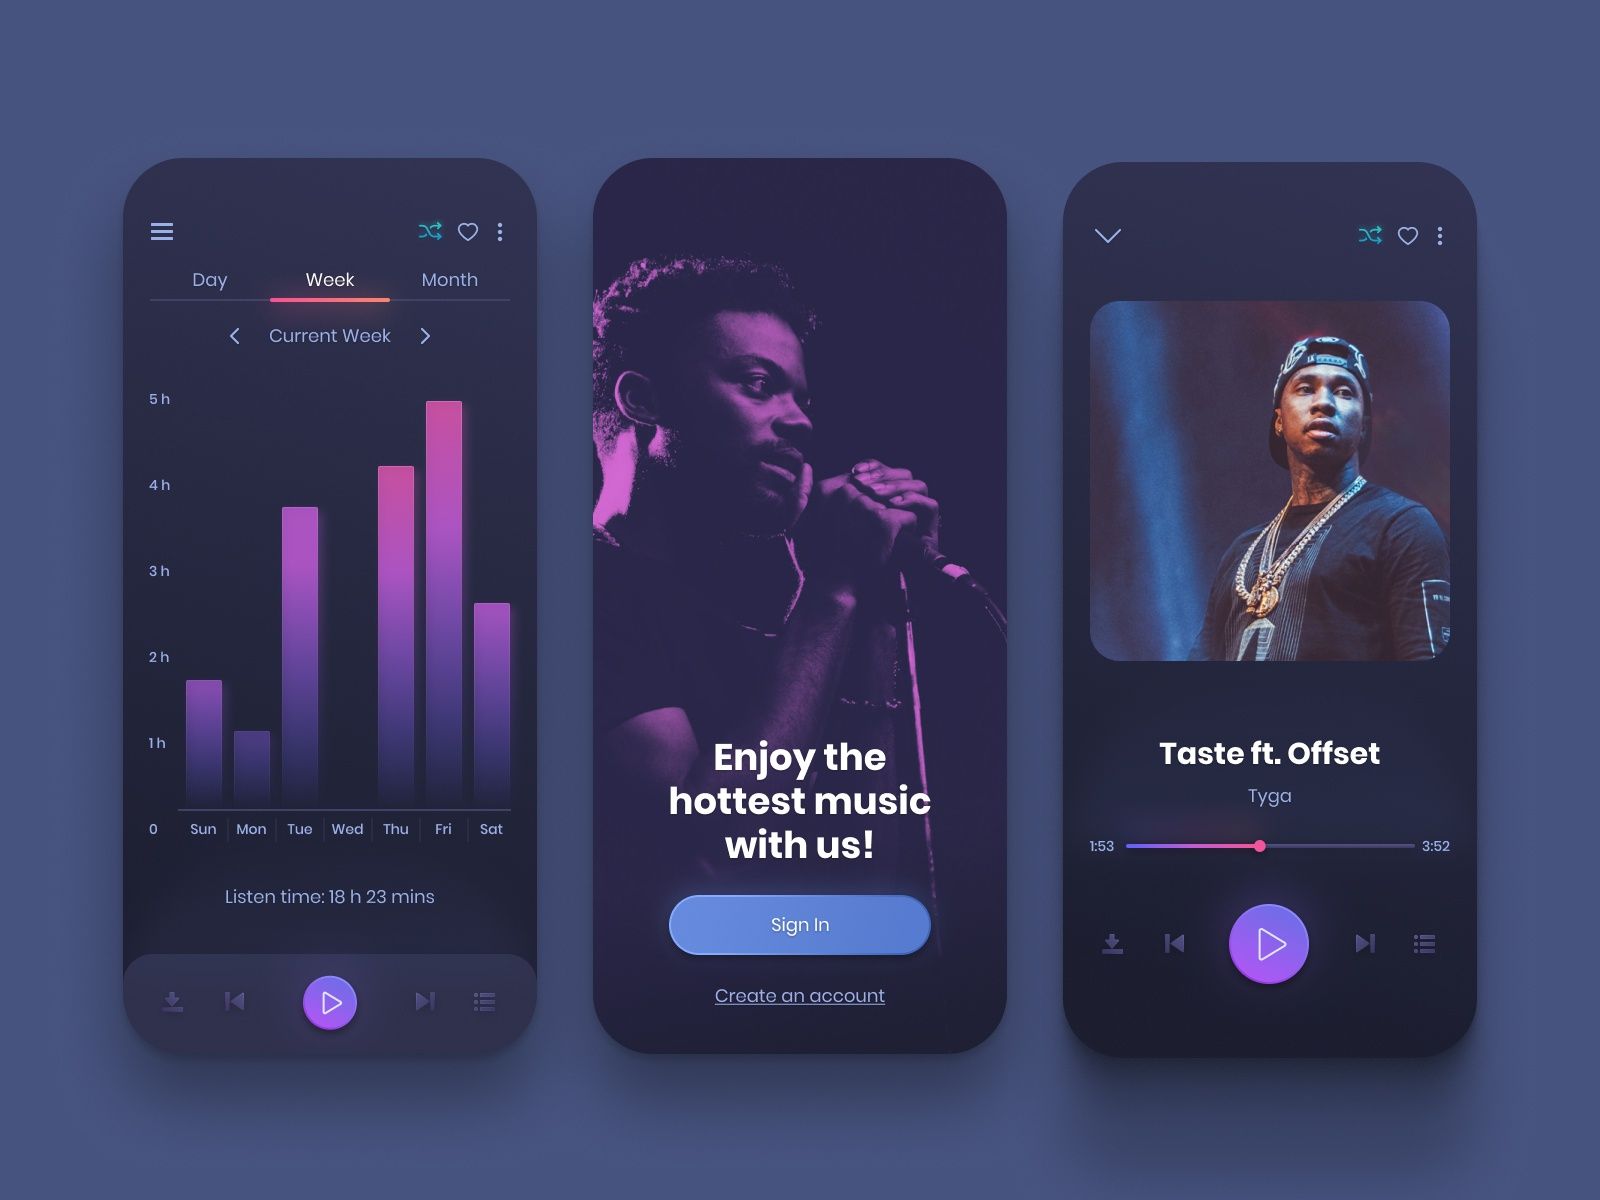 Day Week Month
Current Week
5 h
4 h
3 h
2 h
1 h
0 Sun Mon Tue Wed Thu Fri Sat
Listen time: 18 h 23 mins
Enjoy the
hottest music
with us!
Sign In
Create an account
Taste ft. Offset
Tyga
1:53 3:52